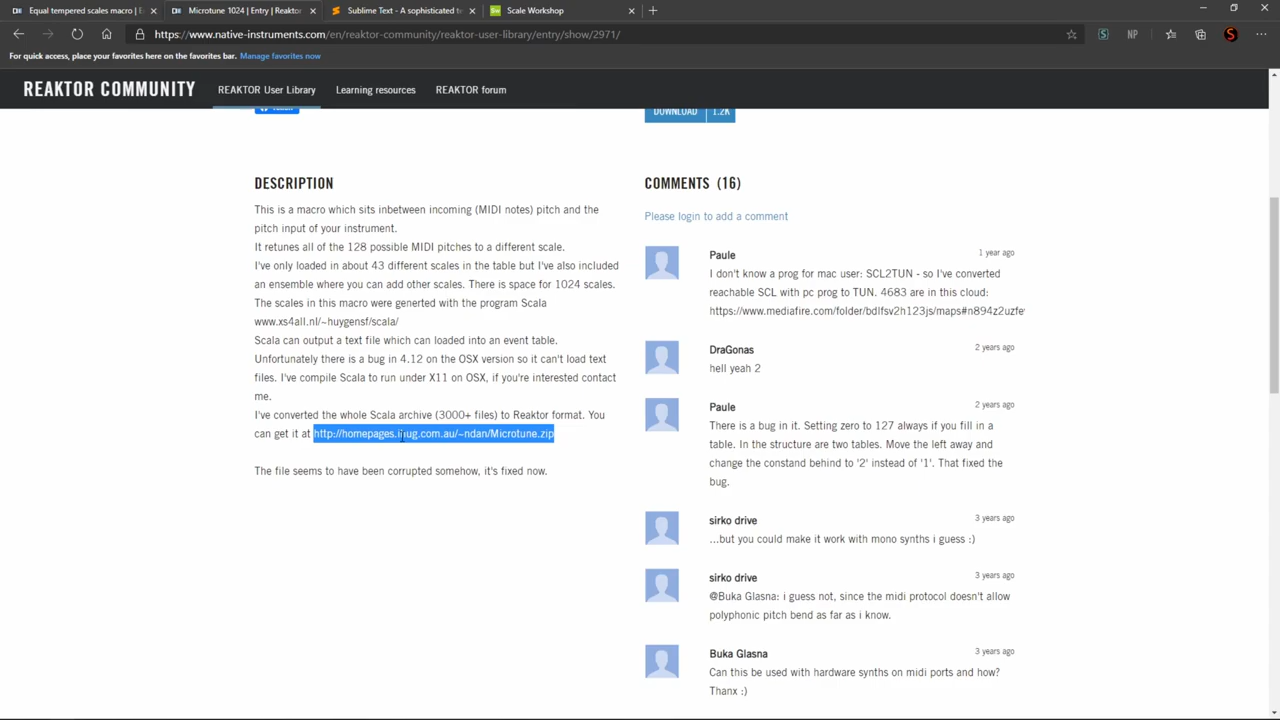 Equal tempered scales macro | E
Microtune 1024 | Entry | Reaktor
Sublime Text - A sophisticated te
Scale Workshop
https://www.native-instruments.com/en/reaktor-community/reaktor-user-library/entry/show/2971/
NP
For quick access, place your favorites here on the favorites bar. Manage favorites now
REAKTOR COMMUNITY
REAKTOR User Library
Learning resources
REAKTOR forum
DOWNLOAD 1.2K
DESCRIPTION
This is a macro which sits inbetween incoming (MIDI notes) pitch and the
pitch input of your instrument.
It retunes all of the 128 possible MIDI pitches to a different scale.
I've only loaded in about 43 different scales in the table but I've also included
an ensemble where you can add other scales. There is space for 1024 scales.
The scales in this macro were generted with the program Scala
www.xs4all.nl/~huygensf/scala/
Scala can output a text file which can loaded into an event table.
Unfortunately there is a bug in 4.12 on the OSX version so it can't load text
files. I've compile Scala to run under X11 on OSX, if you're interested contact
me.
I've converted the whole Scala archive (3000+ files) to Reaktor format. You
can get it at http://homepages.mug.com.au/~ndan/Microtune.zip
The file seems to have been corrupted somehow, it's fixed now.
COMMENTS (16)
Please login to add a comment
Paule
1 year ago
I don't know a prog for mac user: SCL2TUN - so I've converted
reachable SCL with pc prog to TUN. 4683 are in this cloud:
https://www.mediafire.com/folder/bdlfsv2h123js/maps#n894z2uzfe
DraGonas
2 years ago
hell yeah 2
Paule
2 years ago
There is a bug in it. Setting zero to 127 always if you fill in a
table. In the structure are two tables. Move the left away and
change the constand behind to '2' instead of '1'. That fixed the
bug.
sirko drive
3 years ago
...but you could make it work with mono synths i guess :)
sirko drive
3 years ago
@Buka Glasna: i guess not, since the midi protocol doesn't allow
polyphonic pitch bend as far as i know.
Buka Glasna
3 years ago
Can this be used with hardware synths on midi ports and how?
Thanx :)